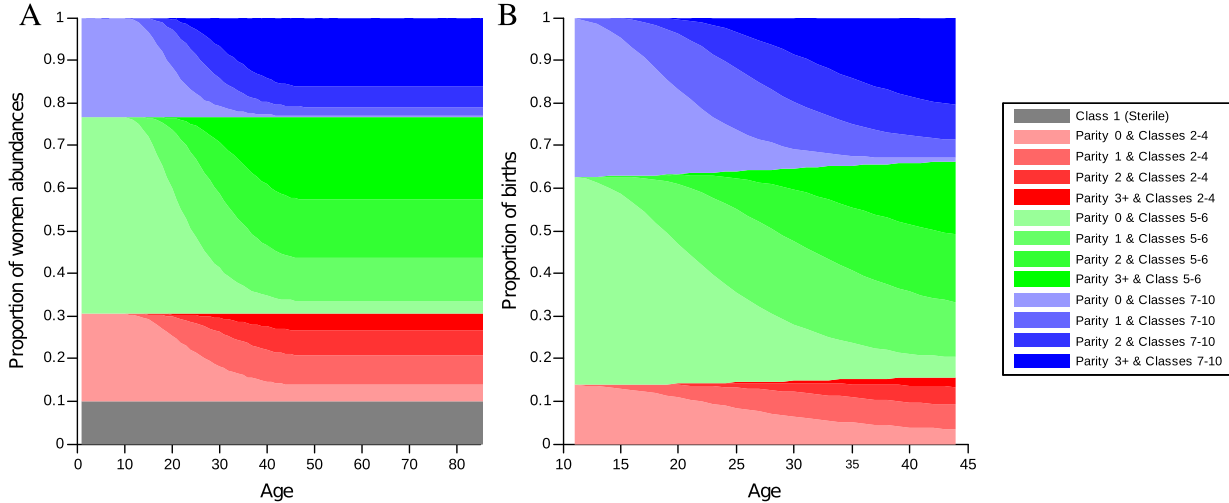 A
Proportion of women abundances
1
0.9
0.8
0.7
0.6
0.5
0.4
0.3
0.2
0.1
0
0 10 20 30 40 50 60 70 80
Age
B
Proportion of births
1
0.9
0.8
0.7
0.6
0.5
0.4
0.3
0.2
0.1
0
10 15 20 25 30 35 40 45
Age
Class 1 (Sterile)
Parity 0 & Classes 2-4
Parity 1 & Classes 2-4
Parity 2 & Classes 2-4
Parity 3+ & Classes 2-4
Parity 0 & Classes 5-6
Parity 1 & Classes 5-6
Parity 2 & Classes 5-6
Parity 3+ & Class 5-6
Parity 0 & Classes 7-10
Parity 1 & Classes 7-10
Parity 2 & Classes 7-10
Parity 3+ & Classes 7-10